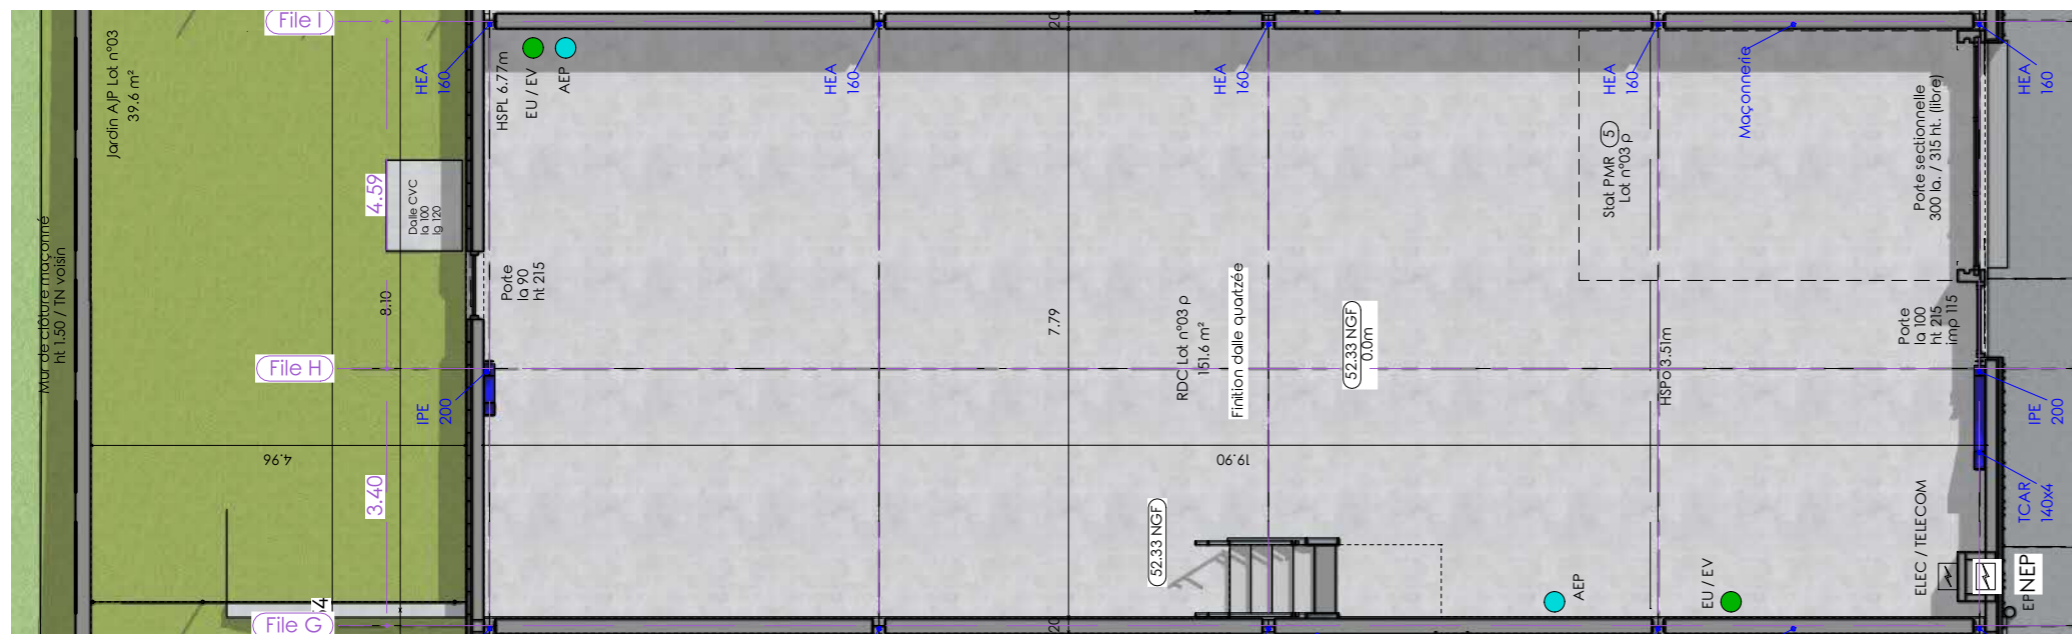 File I
Jardin AJP Lot n°03
39.6 m²
HEA
160
HSPL 6.77m
EU / EV
AEP
20
HEA
160
HEA
160
HEA
160
Maçonnerie
HEA
160
Stat PMR 5
Lot n°03 ρ
Porte sectionnelle
300 la. / 315 ht. (libre)
4.59
Dalle CVC
la 100
lg 120
Mur de clôture maçonné
ht 1.50 / TN voisin
8.10
Porte
la 90
ht 215
7.79
RDC Lot n°03 ρ
151.6 m²
Finition dalle quartzée
52.33 NGF
0.0m
HSPo 3.51m
Porte
la 100
ht 215
imp 115
File H
IPE
200
IPE
200
4.96
19.90
3.40
52.33 NGF
ELEC / TELECOM
TCAR
140x4
AEP
EU / EV
EP
NEP
File G
20